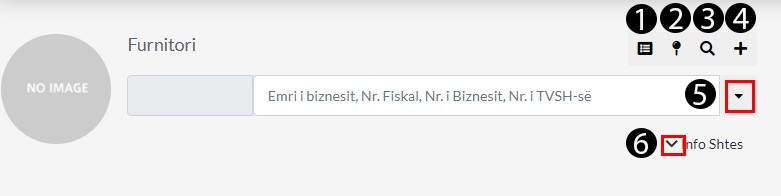 1 2 3 4
Furnitori
NO IMAGE
Emri i biznesit, Nr. Fiskal, Nr. i Biznesit, Nr. i TVSH-së 5
6 Info Shtes